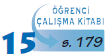 ÖĞRENCİ
ÇALIŞMA KİTABI
15 s. 179